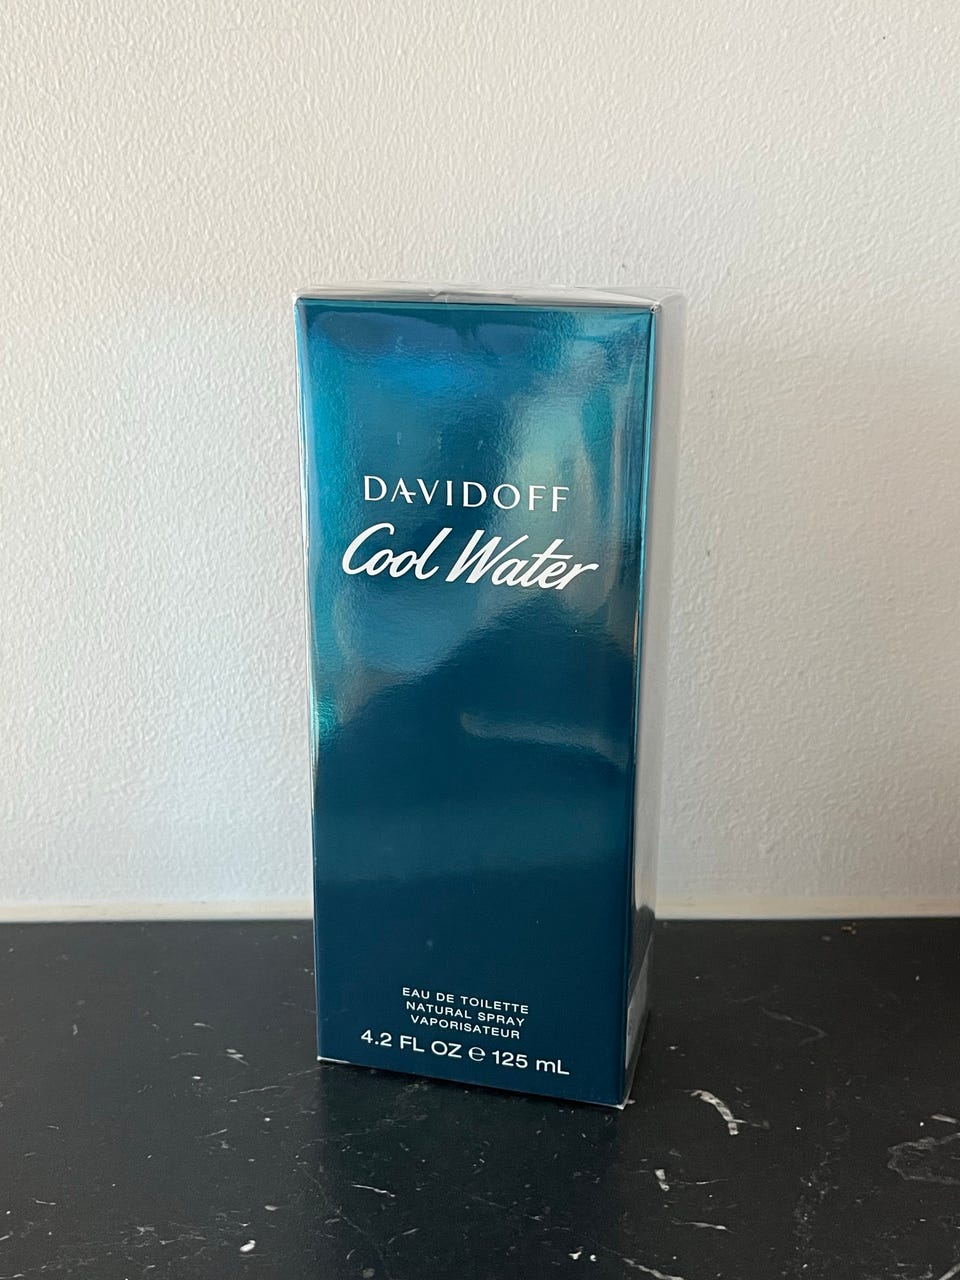 DAVIDOFF
Cool Water
EAU DE TOILETTE
NATURAL SPRAY
VAPORISATEUR
4.2 FL OZ ℮ 125 mL